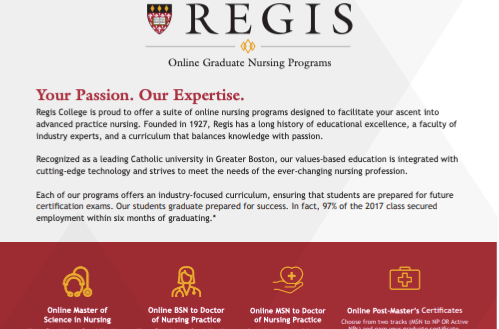 REGIS
Online Graduate Nursing Programs
Your Passion. Our Expertise.
Regis College is proud to offer a suite of online nursing programs designed to facilitate your ascent into
advanced practice nursing. Founded in 1927, Regis has a long history of educational excellence, a faculty of
industry experts, and a curriculum that balances knowledge with passion.
Recognized as a leading Catholic university in Greater Boston, our values-based education is integrated with
cutting-edge technology and strives to meet the needs of the ever-changing nursing profession.
Each of our programs offers an industry-focused curriculum, ensuring that students are prepared for future
certification exams. Our students graduate prepared for success. In fact, 97% of the 2017 class secured
employment within six months of graduating.*
Online Master of
Science in Nursing
Online BSN to Doctor
of Nursing Practice
Online MSN to Doctor
of Nursing Practice
Online Post-Master's Certificates
Choose from two tracks (MSN to NP OR Active